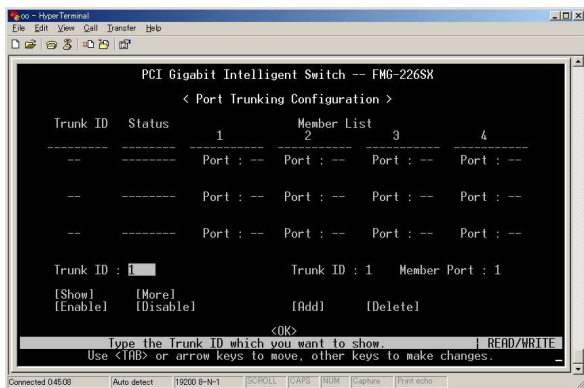 oo - HyperTerminal
File Edit View Call Transfer Help
PCI Gigabit Intelligent Switch -- FMG-226SX
< Port Trunking Configuration >
Trunk ID Status Member List
1 2 3 4
-- -------- Port : -- Port : -- Port : -- Port : --
-- -------- Port : -- Port : -- Port : -- Port : --
-- -------- Port : -- Port : -- Port : -- Port : --
Trunk ID : 1 Trunk ID : 1 Member Port : 1
[Show] [More]
[Enable] [Disable] [Add] [Delete]
<OK>
Type the Trunk ID which you want to show. | READ/WRITE
Use <TAB> or arrow keys to move, other keys to make changes.
Connected 0:45:08 Auto detect 19200 8-N-1 SCROLL CAPS NUM Capture Print echo